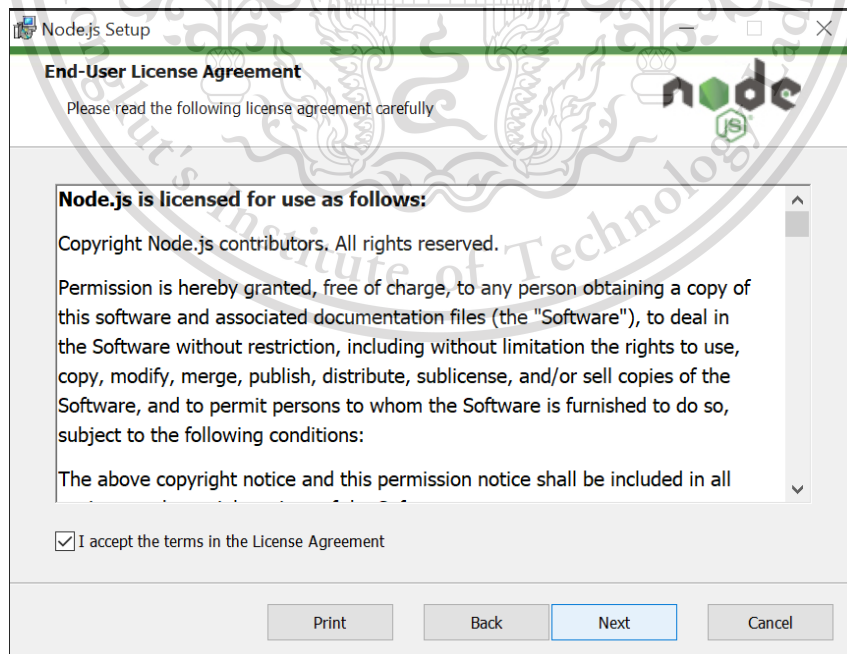 Node.js Setup
End-User License Agreement
Please read the following license agreement carefully
node
JS
Node.js is licensed for use as follows:
Copyright Node.js contributors. All rights reserved.
Permission is hereby granted, free of charge, to any person obtaining a copy of
this software and associated documentation files (the "Software"), to deal in
the Software without restriction, including without limitation the rights to use,
copy, modify, merge, publish, distribute, sublicense, and/or sell copies of the
Software, and to permit persons to whom the Software is furnished to do so,
subject to the following conditions:
The above copyright notice and this permission notice shall be included in all
I accept the terms in the License Agreement
Print
Back
Next
Cancel
Institute of Technology